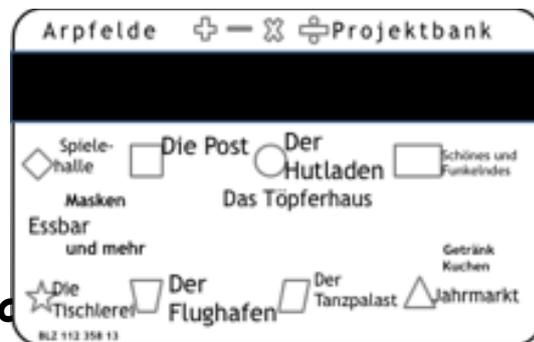 Arpfelde Projektbank
Spiele- Die Post Der Schönes und
halle Hutladen Funkelndes
Masken Das Töpferhaus
Essbar
und mehr
Getränk
Kuchen
Die Der Der
Tischlerei Flughafen Tanzpalast Jahrmarkt
BLZ 112 358 13